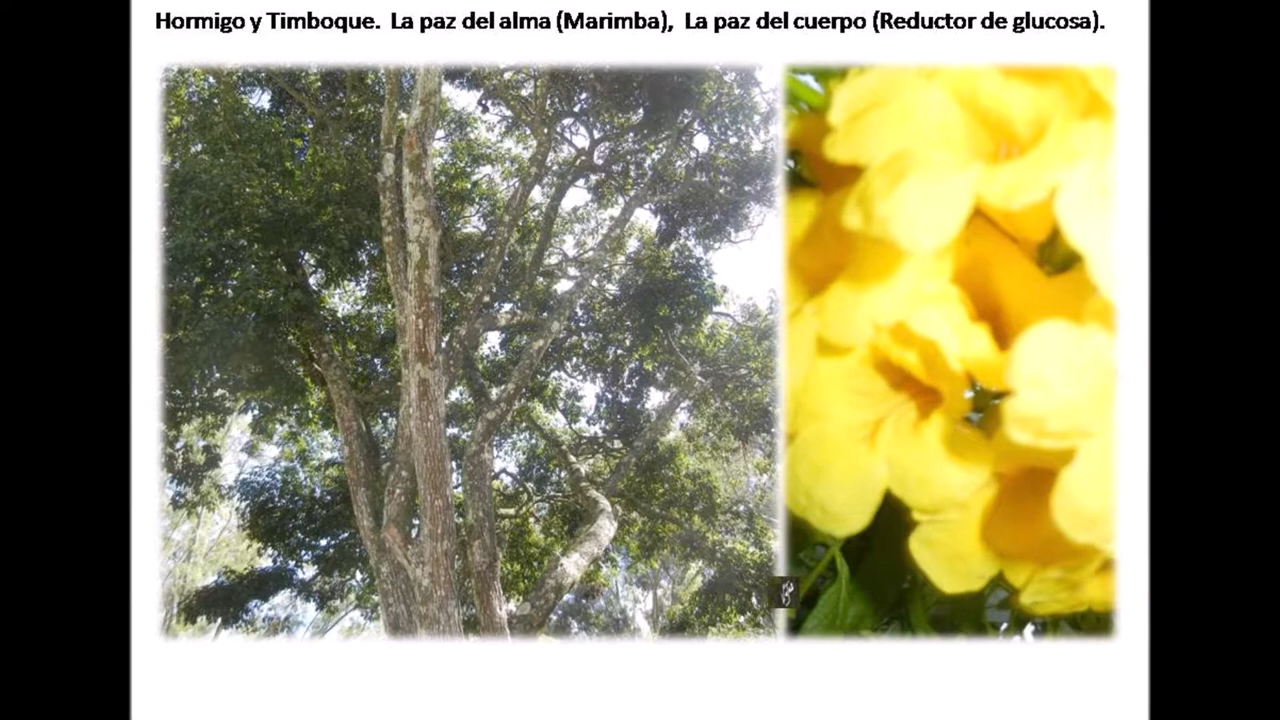 Hormigo y Timboque. La paz del alma (Marimba), La paz del cuerpo (Reductor de glucosa).